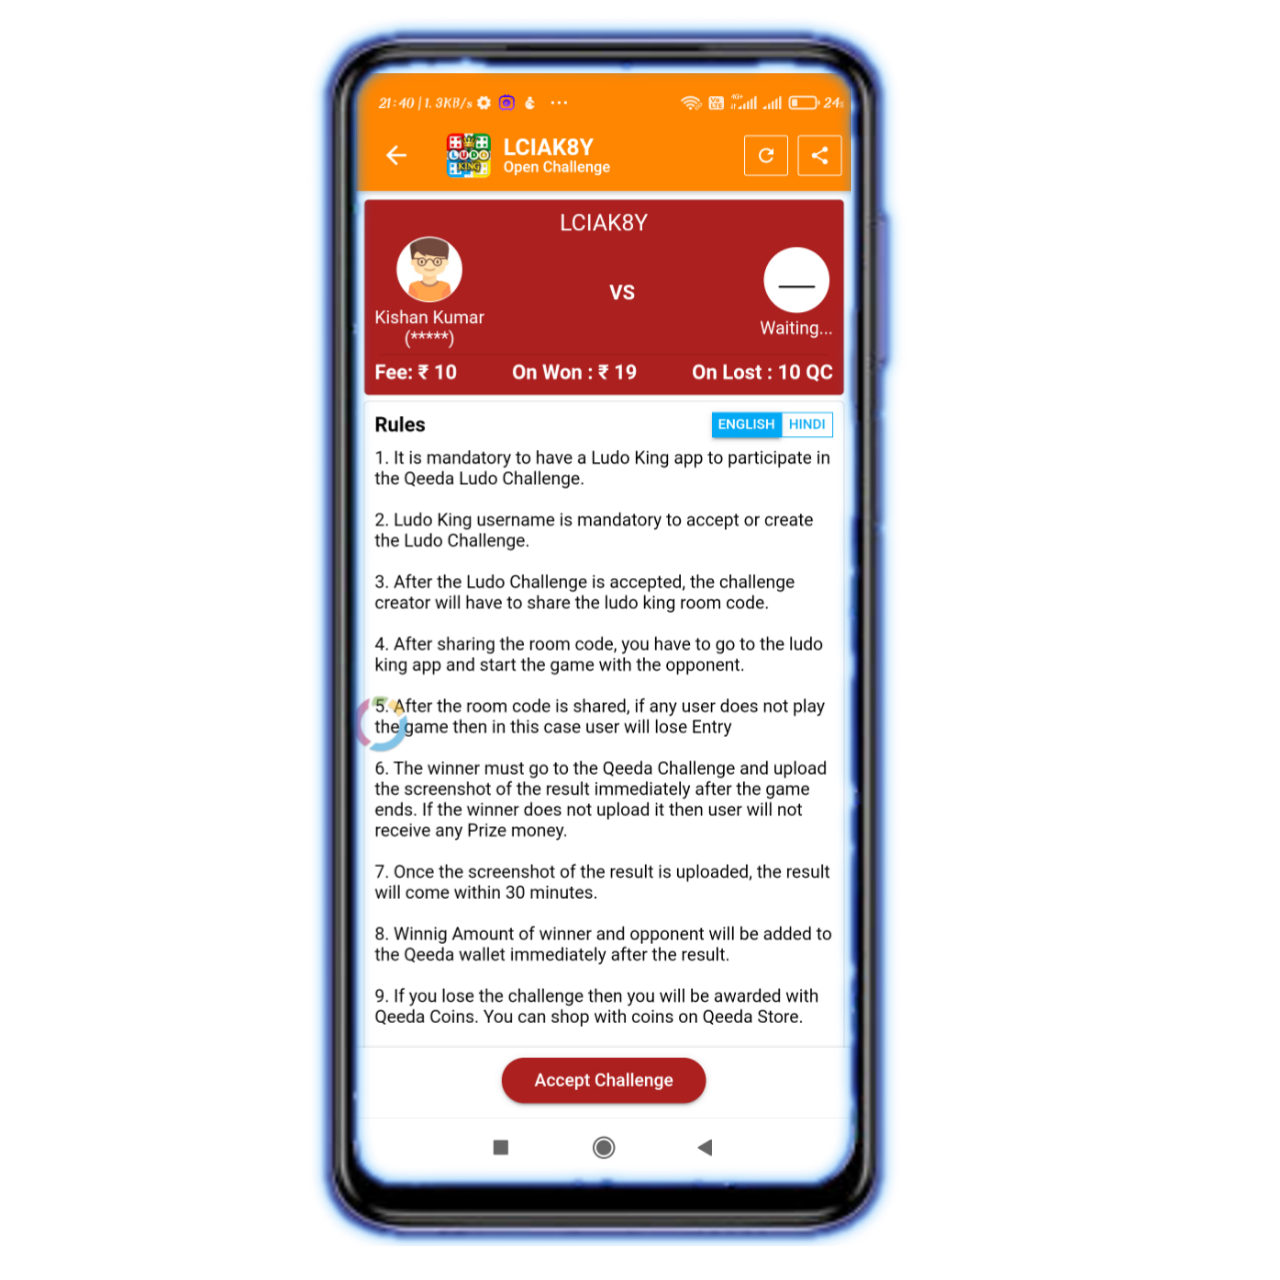 21:40 | 1.3KB/s ... 4G+ 24
LCIAK8Y
Open Challenge
LUDO
KING
LCIAK8Y
VS
Kishan Kumar
(*****)
Waiting...
Fee: ₹ 10 On Won : ₹ 19 On Lost : 10 QC
Rules ENGLISH HINDI
1. It is mandatory to have a Ludo King app to participate in
the Qeeda Ludo Challenge.
2. Ludo King username is mandatory to accept or create
the Ludo Challenge.
3. After the Ludo Challenge is accepted, the challenge
creator will have to share the ludo king room code.
4. After sharing the room code, you have to go to the ludo
king app and start the game with the opponent.
5. After the room code is shared, if any user does not play
the game then in this case user will lose Entry
6. The winner must go to the Qeeda Challenge and upload
the screenshot of the result immediately after the game
ends. If the winner does not upload it then user will not
receive any Prize money.
7. Once the screenshot of the result is uploaded, the result
will come within 30 minutes.
8. Winnig Amount of winner and opponent will be added to
the Qeeda wallet immediately after the result.
9. If you lose the challenge then you will be awarded with
Qeeda Coins. You can shop with coins on Qeeda Store.
Accept Challenge